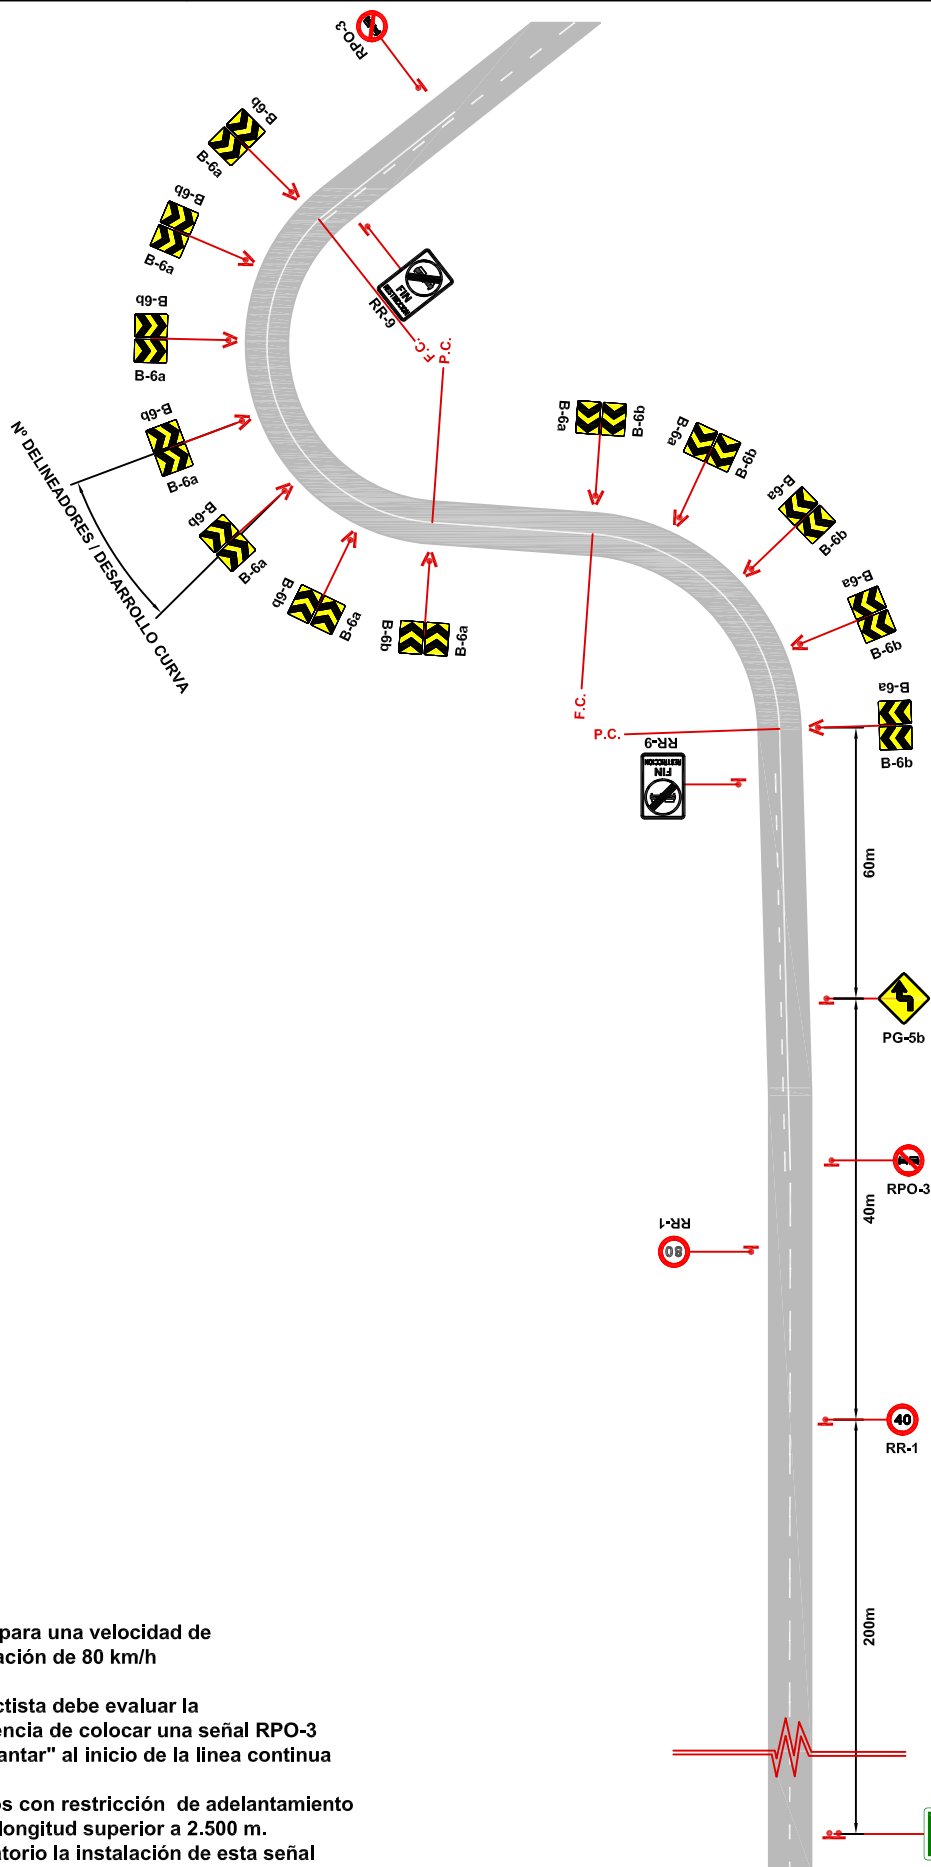 RPO-3
B-6b
B-6a
B-6b
B-6a
FIN
RESTRICCION
RR-9
B-6b
B-6a
F.C.
P.C.
B-6b
B-6a
B-6a
B-6b
B-6a
B-6b
B-6a
B-6b
B-6a
B-6b
B-6a
B-6b
Nº DELINEADORES / DESARROLLO CURVA
B-6b
B-6a
B-6b
B-6a
B-6b
B-6a
F.C.
P.C.
RR-9
FIN
RESTRICCION
60m
PG-5b
RPO-3
40m
RR-1
80
40
RR-1
200m
para una velocidad de
ación de 80 km/h
ctista debe evaluar la
encia de colocar una señal RPO-3
antar" al inicio de la linea continua
os con restricción de adelantamiento
longitud superior a 2.500 m.
atorio la instalación de esta señal